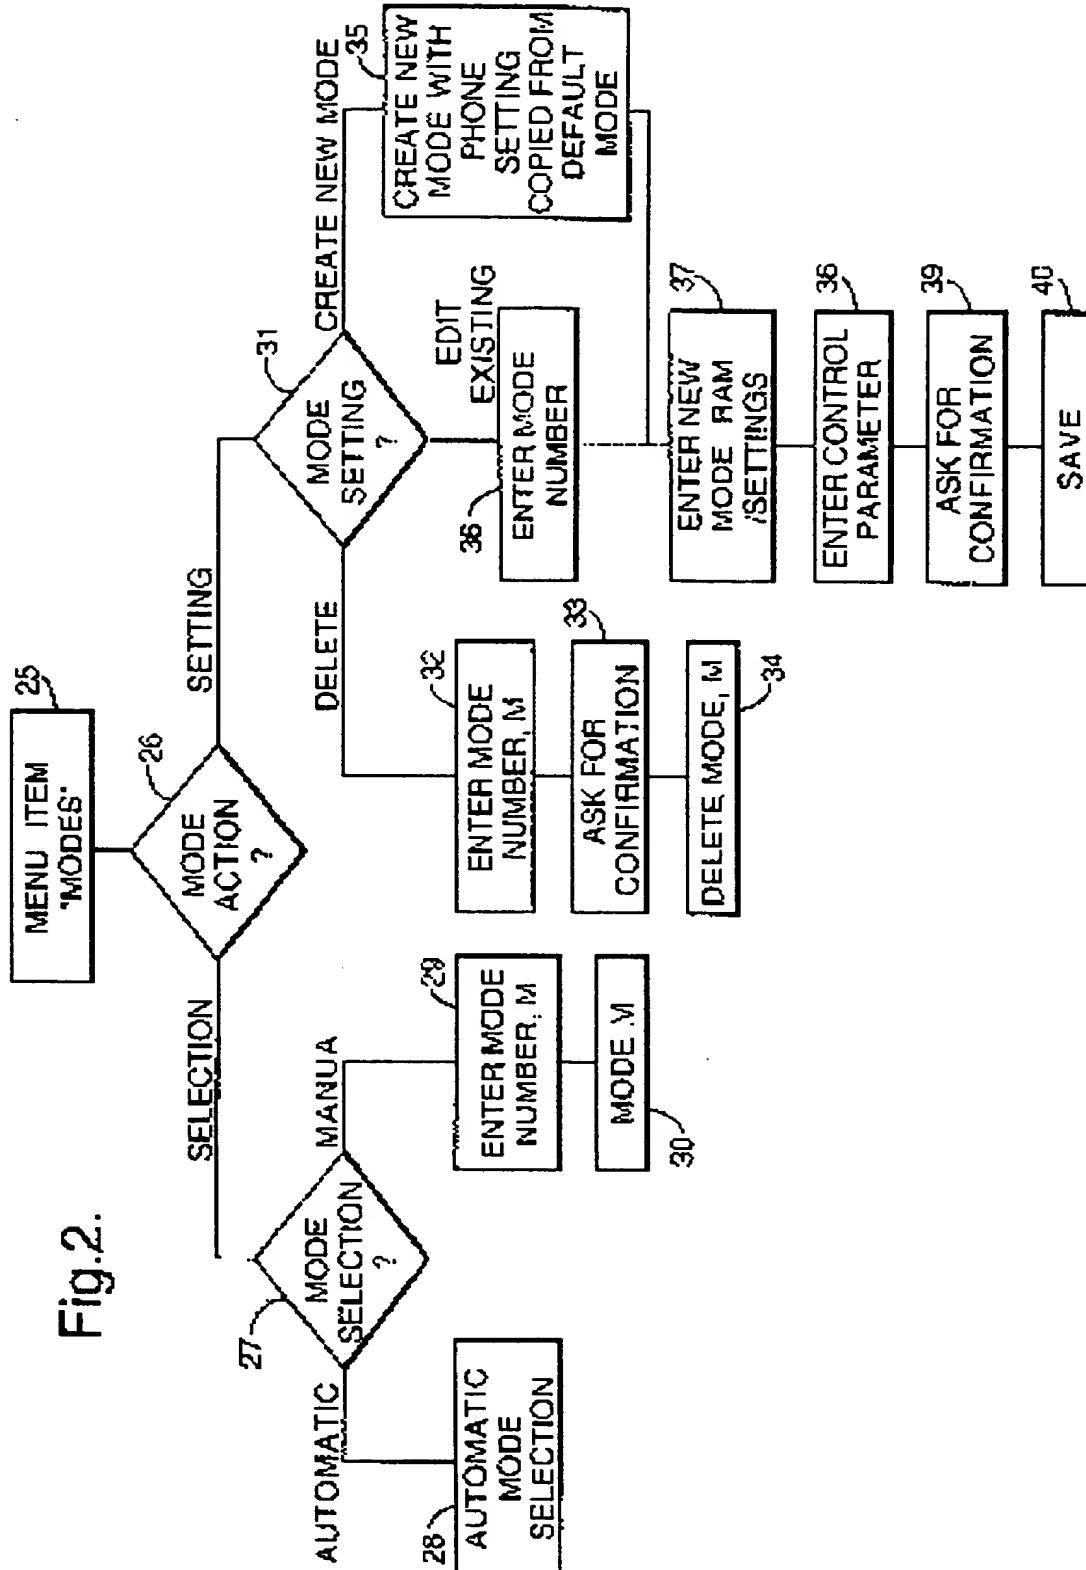 Fig.2.
MENU ITEM
"MODES"
25
MODE
ACTION
?
26
SELECTION
SETTING
MODE
SELECTION
?
27
AUTOMATIC
MANUA
AUTOMATIC
MODE
SELECTION
28
ENTER MODE
NUMBER, M
29
MODE M
30
MODE
SETTING
?
31
DELETE
EDIT
EXISTING
CREATE NEW MODE
ENTER MODE
NUMBER, M
32
ASK FOR
CONFIRMATION
33
DELETE MODE, M
34
CREATE NEW
MODE WITH
PHONE
SETTING
COPIED FROM
DEFAULT
MODE
35
ENTER MODE
NUMBER
36
ENTER NEW
MODE RAM
/SETTINGS
37
ENTER CONTROL
PARAMETER
38
ASK FOR
CONFIRMATION
39
SAVE
40